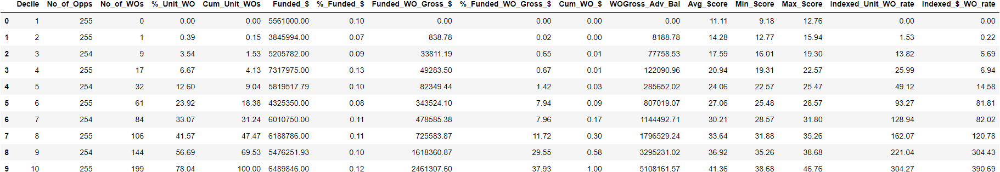 Decile No_of_Opps No_of_WOs %_Unit_WO Cum_Unit_WOs Funded_$ %_Funded_$ Funded_WO_Gross_$ %_Funded_WO_Gross_$ Cum_WO_$ WOGross_Adv_Bal Avg_Score Min_Score Max_Score Indexed_Unit_WO_rate Indexed_$_WO_rate
0 1 255 0 0.00 0.00 5561000.00 0.10 0.00 0.00 0.00 0.00 11.11 9.18 12.76 0.00 0.00
1 2 255 1 0.39 0.15 3845994.00 0.07 838.78 0.02 0.00 8188.78 14.28 12.77 15.94 1.53 0.22
2 3 254 9 3.54 1.53 5205782.00 0.09 33811.19 0.65 0.01 77758.53 17.59 16.01 19.30 13.82 6.69
3 4 255 17 6.67 4.13 7317975.00 0.13 49283.50 0.67 0.01 122090.96 20.94 19.31 22.57 25.99 6.94
4 5 254 32 12.60 9.04 5819517.79 0.10 82349.44 1.42 0.03 285652.02 24.06 22.57 25.47 49.12 14.58
5 6 255 61 23.92 18.38 4325350.00 0.08 343524.10 7.94 0.09 807019.07 27.06 25.48 28.57 93.27 81.81
6 7 254 84 33.07 31.24 6010750.00 0.11 478585.38 7.96 0.17 1144492.71 30.21 28.57 31.80 128.94 82.02
7 8 255 106 41.57 47.47 6188786.00 0.11 725583.87 11.72 0.30 1796529.24 33.64 31.88 35.26 162.07 120.78
8 9 254 144 56.69 69.53 5476251.93 0.10 1618360.87 29.55 0.58 3295231.02 36.92 35.26 38.68 221.04 304.43
9 10 255 199 78.04 100.00 6489846.00 0.12 2461307.60 37.93 1.00 5108161.57 41.36 38.68 46.76 304.27 390.69